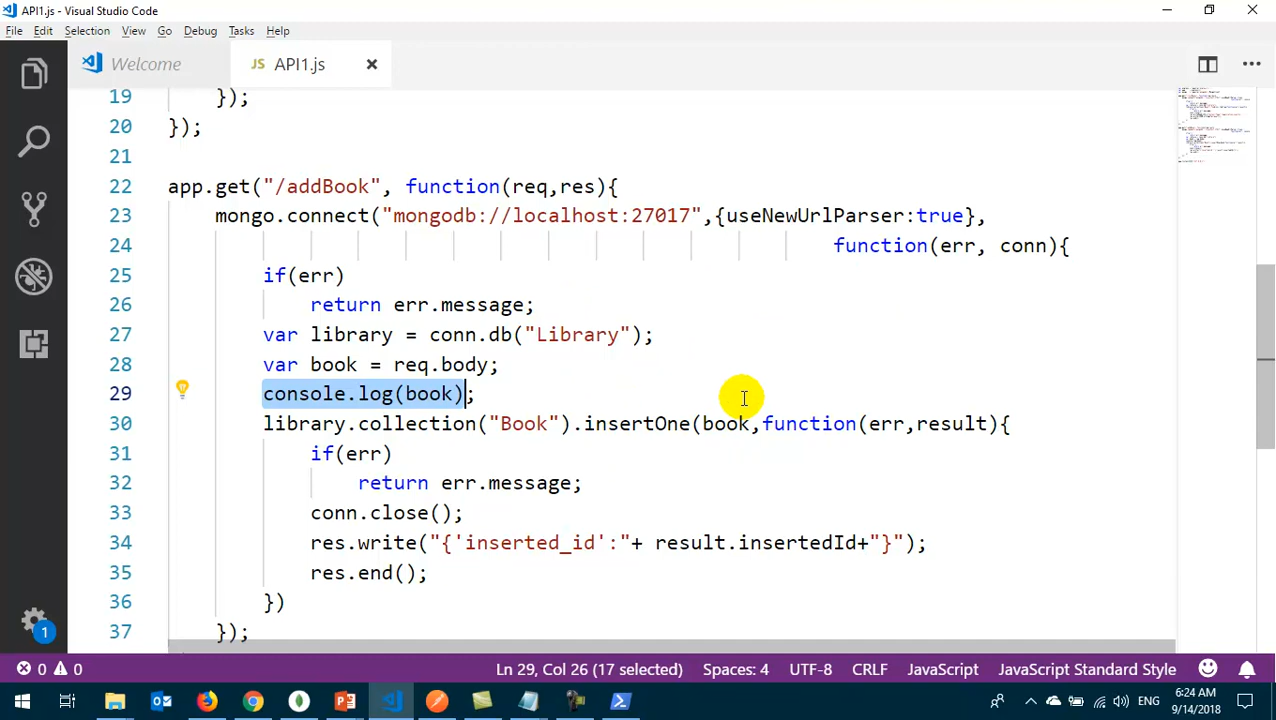 API1.js - Visual Studio Code
File Edit Selection View Go Debug Tasks Help
Welcome JS API1.js
19 });
20 });
21
22 app.get("/addBook", function(req,res){
23 mongo.connect("mongodb://localhost:27017",{useNewUrlParser:true},
24 function(err, conn){
25 if(err)
26 return err.message;
27 var library = conn.db("Library");
28 var book = req.body;
29 console.log(book);
30 library.collection("Book").insertOne(book,function(err,result){
31 if(err)
32 return err.message;
33 conn.close();
34 res.write("{'inserted_id':"+ result.insertedId+"}");
35 res.end();
36 })
37 });
1
0 0 Ln 29, Col 26 (17 selected) Spaces: 4 UTF-8 CRLF JavaScript JavaScript Standard Style
ENG 6:24 AM
9/14/2018